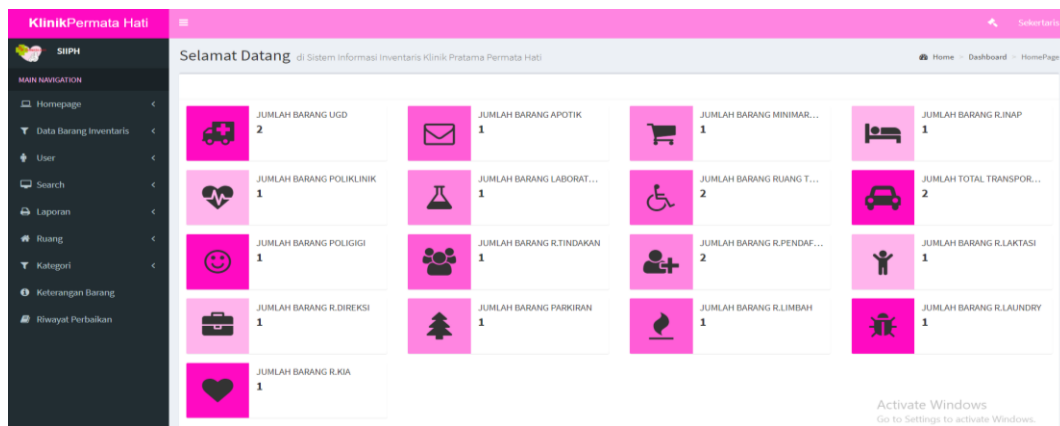 KlinikPermata Hati
Sekertaris
SIIPH
Selamat Datang di Sistem Informasi Inventaris Klinik Pratama Permata Hati
Home > Dashboard > HomePage
MAIN NAVIGATION
Homepage
Data Barang Inventaris
User
Search
Laporan
Ruang
Kategori
Keterangan Barang
Riwayat Perbaikan
JUMLAH BARANG UGD
2
JUMLAH BARANG APOTIK
1
JUMLAH BARANG MINIMAR...
1
JUMLAH BARANG R.INAP
1
JUMLAH BARANG POLIKLINIK
1
JUMLAH BARANG LABORAT...
1
JUMLAH BARANG RUANG T...
2
JUMLAH TOTAL TRANSPOR...
2
JUMLAH BARANG POLIGIGI
1
JUMLAH BARANG R.TINDAKAN
1
JUMLAH BARANG R.PENDAF...
2
JUMLAH BARANG R.LAKTASI
1
JUMLAH BARANG R.DIREKSI
1
JUMLAH BARANG PARKIRAN
1
JUMLAH BARANG R.LIMBAH
1
JUMLAH BARANG R.LAUNDRY
1
JUMLAH BARANG R.KIA
1
Activate Windows
Go to Settings to activate Windows.